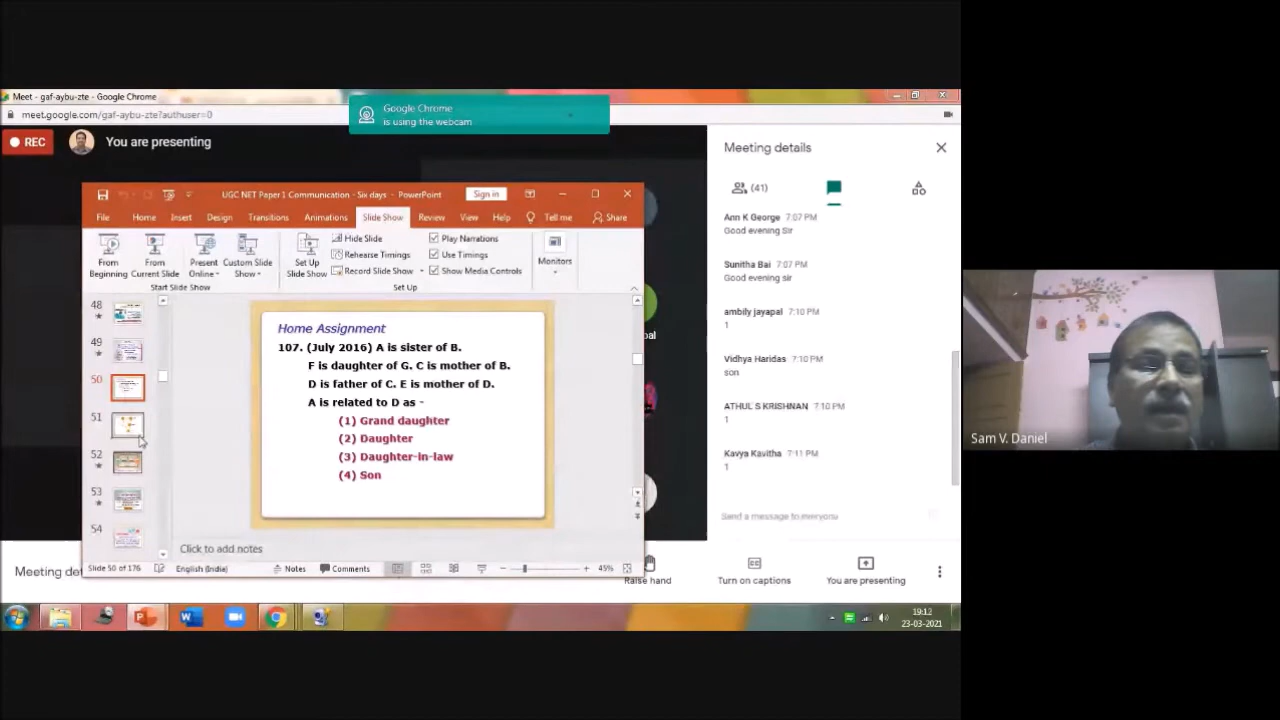 Meet - gaf-aybu-zte - Google Chrome
meet.google.com/gaf-aybu-zte?authuser=0
Google Chrome
is using the webcam
REC
You are presenting
Meeting details
(41)
Ann K George 7:07 PM
Good evening Sir
Sunitha Bai 7:07 PM
Good evening sir
ambily jayapal 7:10 PM
1
Vidhya Haridas 7:10 PM
son
ATHUL S KRISHNAN 7:10 PM
1
Kavya Kavitha 7:11 PM
1
Send a message to everyone
UGC NET Paper 1 Communication - Six days - PowerPoint
Sign in
File Home Insert Design Transitions Animations Slide Show Review View Help Tell me Share
From Beginning
From Current Slide
Present Online
Custom Slide Show
Start Slide Show
Set Up Slide Show
Hide Slide
Rehearse Timings
Record Slide Show
Play Narrations
Use Timings
Show Media Controls
Set Up
Monitors
48
49
50
51
52
53
54
Home Assignment
107. (July 2016) A is sister of B.
F is daughter of G. C is mother of B.
D is father of C. E is mother of D.
A is related to D as -
(1) Grand daughter
(2) Daughter
(3) Daughter-in-law
(4) Son
Click to add notes
Slide 50 of 176 English (India) Notes Comments 45%
Raise hand
Turn on captions
You are presenting
19:12
23-03-2021
Sam V. Daniel